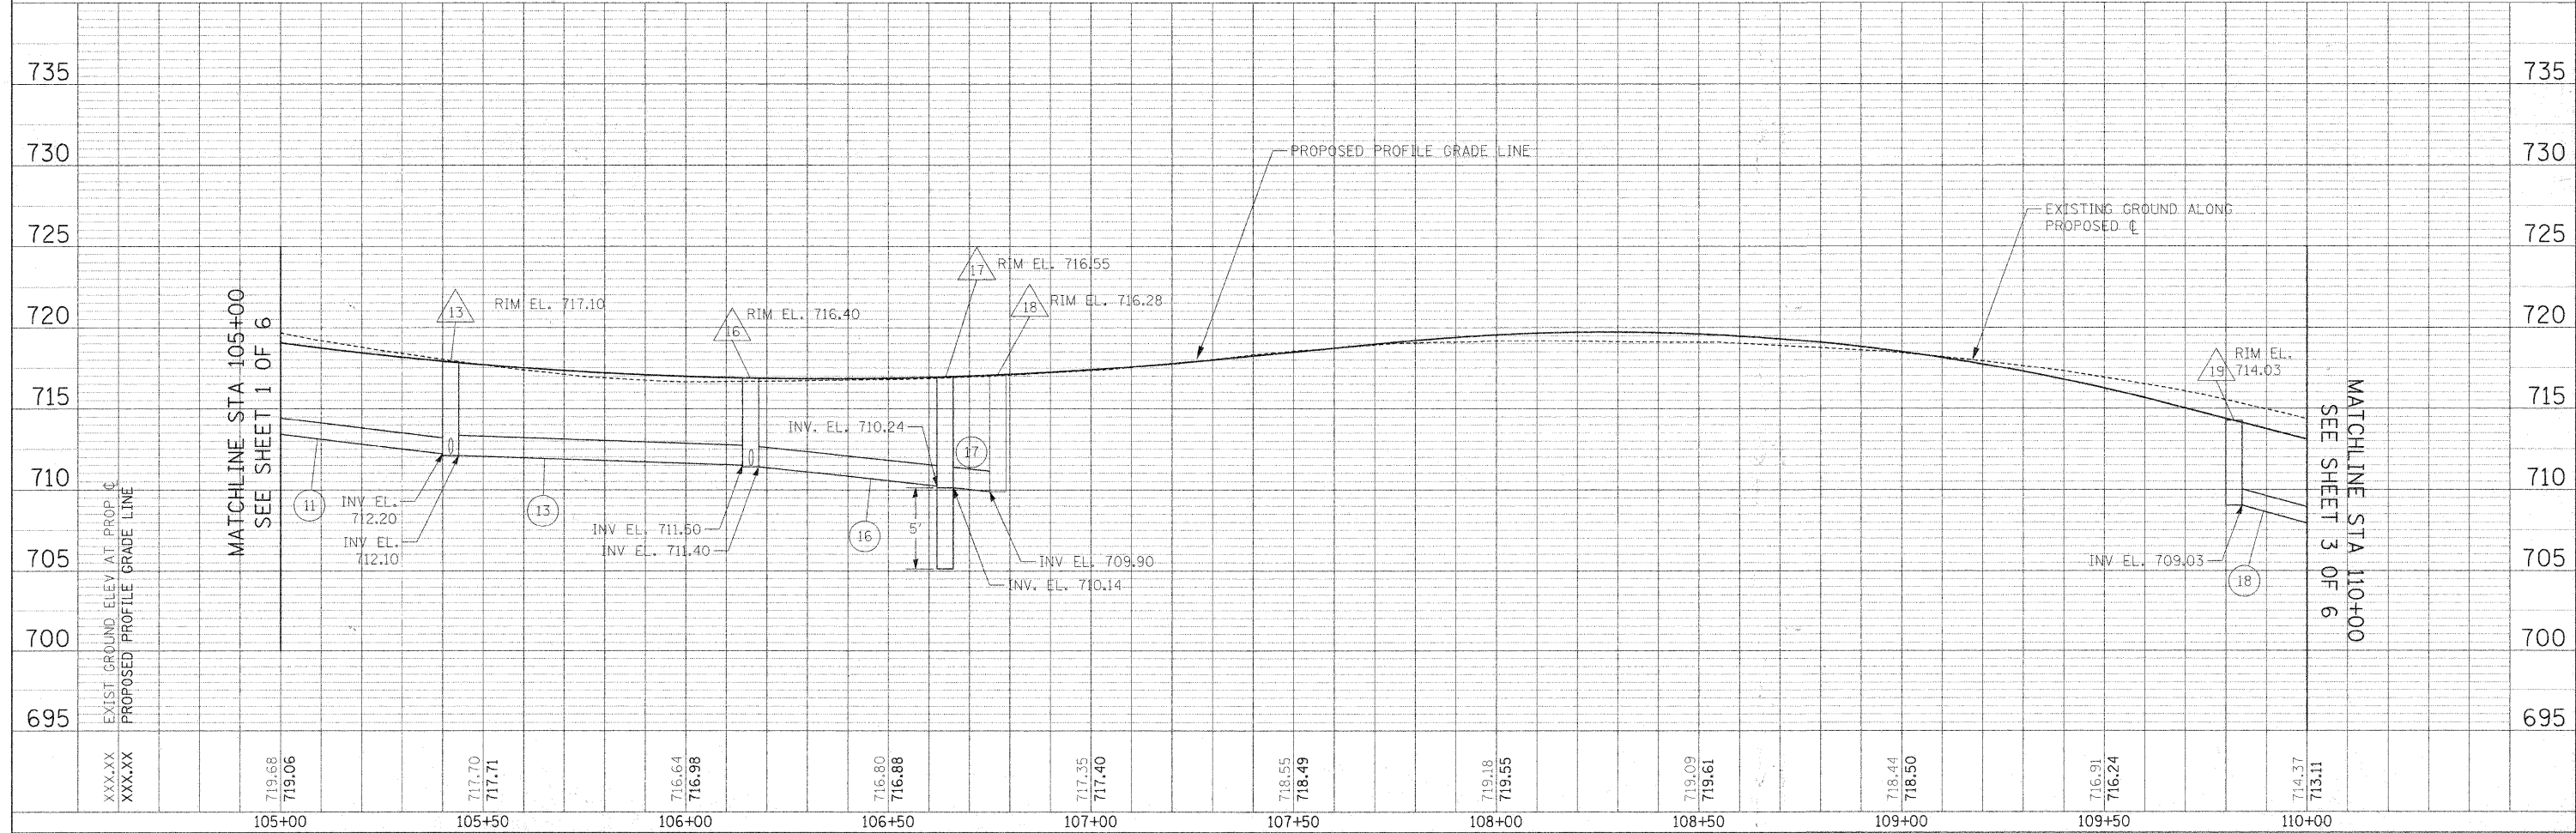 735
735
730
730
725
725
720
720
715
715
710
710
705
705
700
700
695
695
PROPOSED PROFILE GRADE LINE
EXISTING GROUND ALONG
PROPOSED ℄
MATCHLINE STA 105+00
SEE SHEET 1 OF 6
13
RIM EL. 717.10
16
RIM EL. 716.40
17
RIM EL. 716.55
18
RIM EL. 716.28
19
RIM EL.
714.03
MATCHLINE STA 110+00
SEE SHEET 3 OF 6
11
INV EL.
712.20
INV EL.
712.10
13
INV EL. 711.50
INV EL. 711.40
16
INV. EL. 710.24
17
5'
INV EL. 709.90
INV. EL. 710.14
INV EL. 709.03
18
XXX.XX EXIST GROUND ELEV AT PROP ℄
XXX.XX PROPOSED PROFILE GRADE LINE
719.68
719.06
717.70
717.71
716.64
716.98
716.80
716.88
717.35
717.40
718.55
718.49
719.18
719.55
719.09
719.61
718.44
718.50
716.91
716.24
714.37
713.11
105+00
105+50
106+00
106+50
107+00
107+50
108+00
108+50
109+00
109+50
110+00